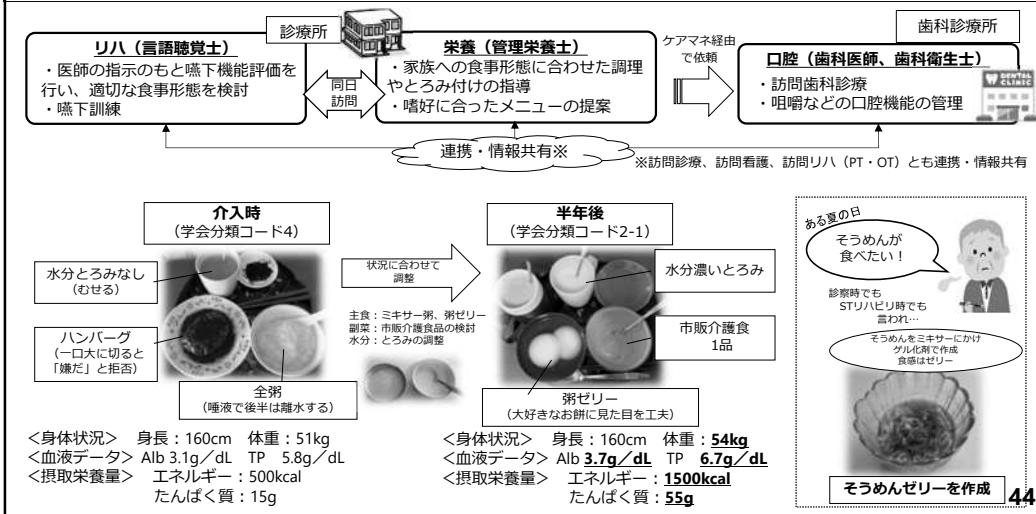 診療所
リハ（言語聴覚士）
・医師の指示のもと嚥下機能評価を
行い、適切な食事形態を検討
・嚥下訓練
同日
訪問
栄養（管理栄養士）
・家族への食事形態に合わせた調理
やとろみ付けの指導
・嗜好に合ったメニューの提案
ケアマネ経由
で依頼
歯科診療所
口腔（歯科医師、歯科衛生士）
・訪問歯科診療
・咀嚼などの口腔機能の管理
DENTAL
CLINIC
連携・情報共有※
※訪問診療、訪問看護、訪問リハ（PT・OT）とも連携・情報共有
介入時
（学会分類コード4）
水分とろみなし
（むせる）
ハンバーグ
（一口大に切ると
「嫌だ」と拒否）
全粥
（唾液で後半は離水する）
状況に合わせて
調整
主食：ミキサー粥、粥ゼリー
副菜：市販介護食品の検討
水分：とろみの調整
半年後
（学会分類コード2-1）
水分濃いとろみ
市販介護食
1品
粥ゼリー
（大好きなお餅に見た目を工夫）
＜身体状況＞ 身長：160cm 体重：51kg
＜血液データ＞ Alb 3.1g／dL TP 5.8g／dL
＜摂取栄養量＞ エネルギー：500kcal
たんぱく質：15g
＜身体状況＞ 身長：160cm 体重：54kg
＜血液データ＞ Alb 3.7g／dL TP 6.7g／dL
＜摂取栄養量＞ エネルギー：1500kcal
たんぱく質：55g
ある夏の日
そうめんが
食べたい！
診察時でも
STリハビリ時でも
言われ…
そうめんをミキサーにかけ
ゲル化剤で作成
食感はゼリー
そうめんゼリーを作成
44